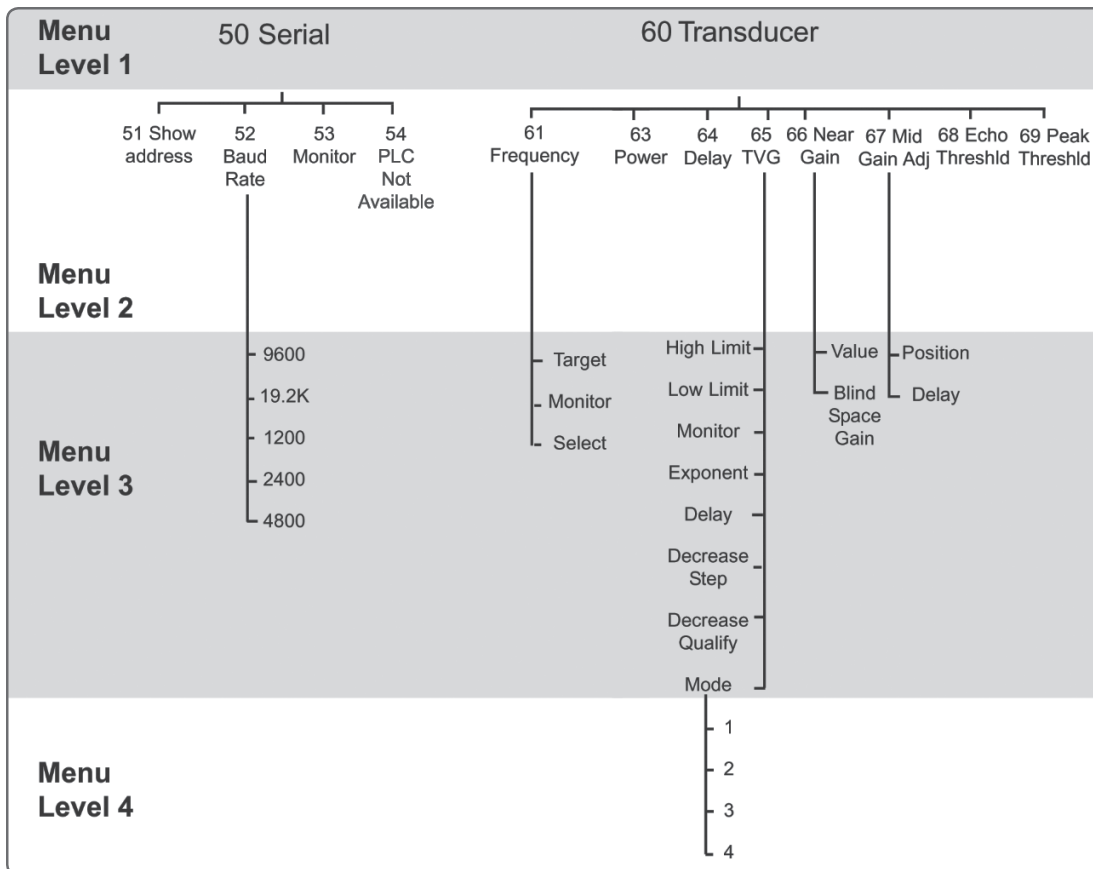 Menu
Level 1
50 Serial
60 Transducer
51 Show
address
52
Baud
Rate
53
Monitor
54
PLC
Not
Available
61
Frequency
63
Power
64
Delay
65
TVG
66 Near
Gain
67 Mid
Gain Adj
68 Echo
Threshld
69 Peak
Threshld
Menu
Level 2
Menu
Level 3
9600
19.2K
1200
2400
4800
Target
Monitor
Select
High Limit
Low Limit
Monitor
Exponent
Delay
Decrease
Step
Decrease
Qualify
Mode
Value
Blind
Space
Gain
Position
Delay
Menu
Level 4
1
2
3
4